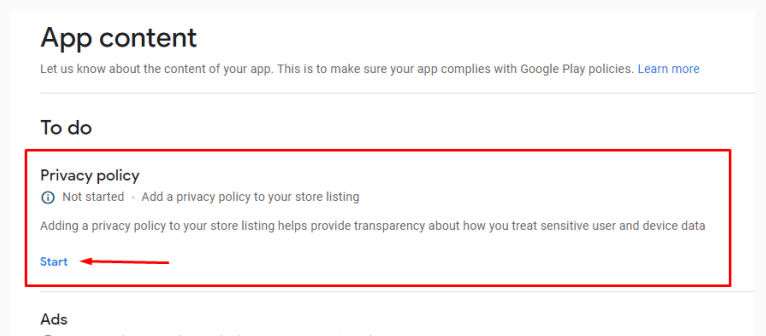 App content
Let us know about the content of your app. This is to make sure your app complies with Google Play policies. Learn more
To do
Privacy policy
Not started • Add a privacy policy to your store listing
Adding a privacy policy to your store listing helps provide transparency about how you treat sensitive user and device data
Start
Ads